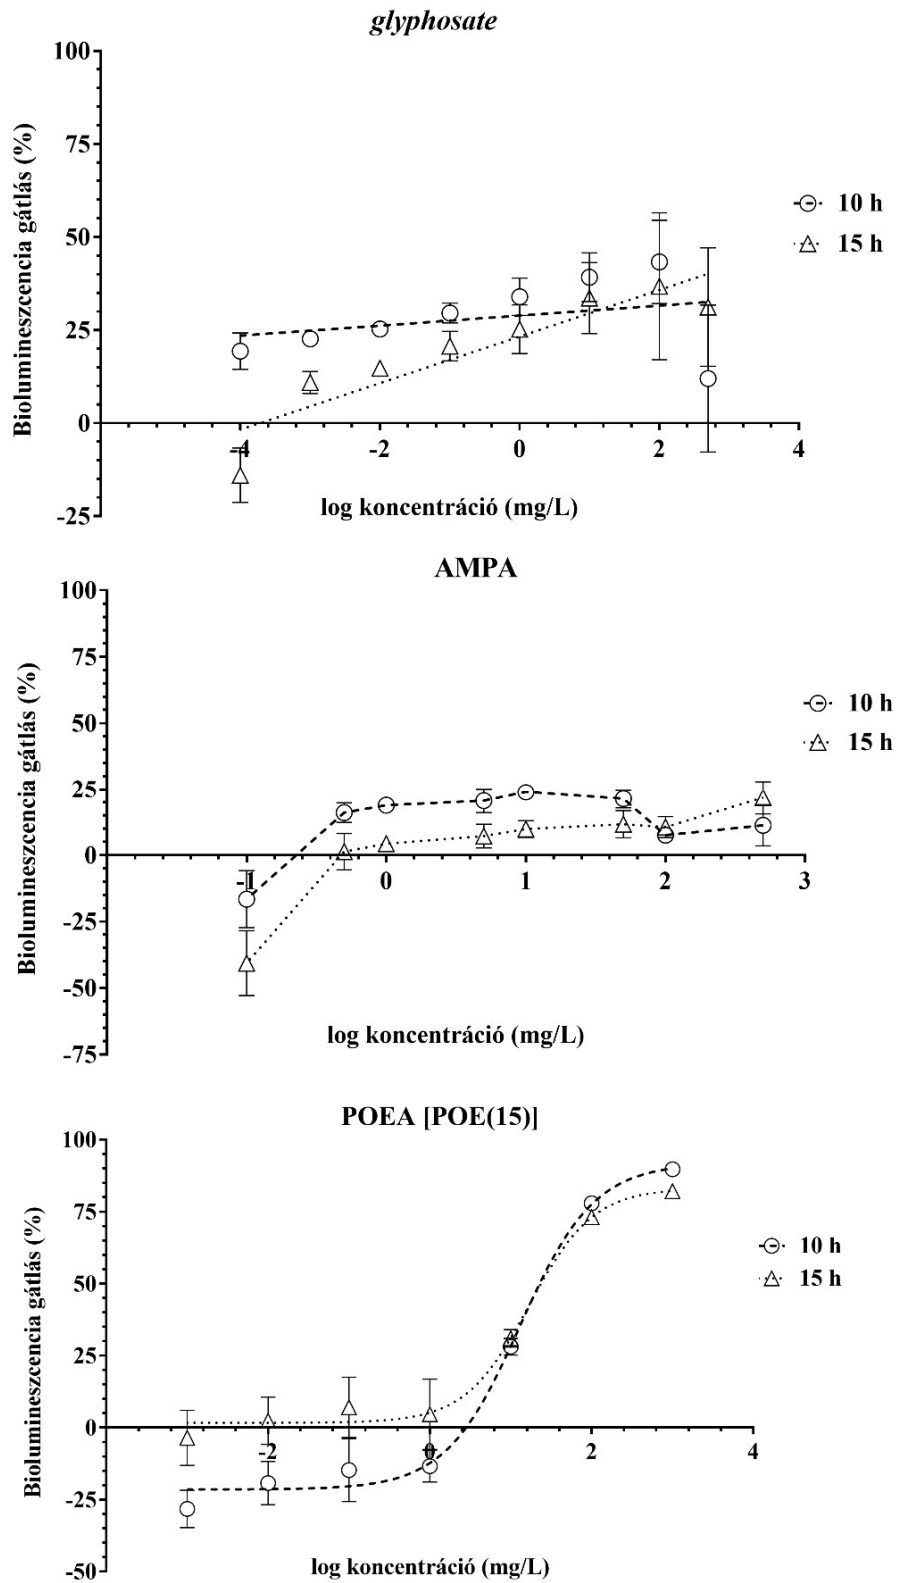 glyphosate
Biolumineszcencia gátlás (%)
100
75
50
25
0
-25
-4
-2
0
2
4
log koncentráció (mg/L)
10 h
15 h
AMPA
Biolumineszcencia gátlás (%)
100
75
50
25
0
-25
-50
-75
-1
0
1
2
3
log koncentráció (mg/L)
10 h
15 h
POEA [POE(15)]
Biolumineszcencia gátlás (%)
100
75
50
25
0
-25
-50
-2
0
2
4
log koncentráció (mg/L)
10 h
15 h